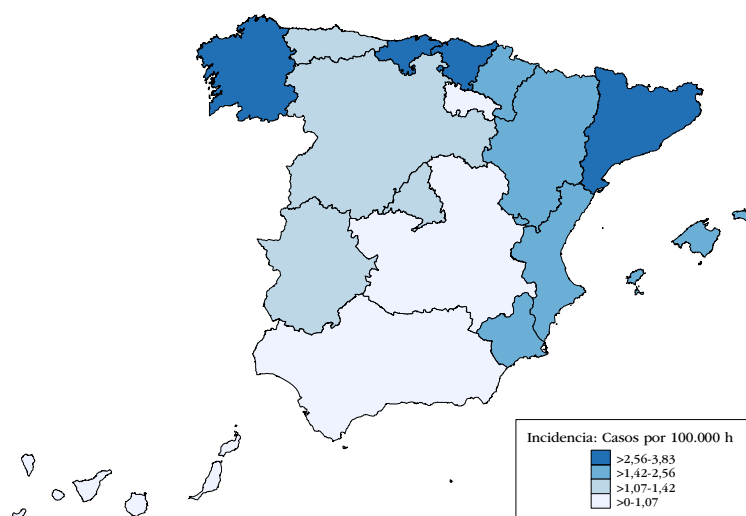 Incidencia: Casos por 100.000 h
>2,56-3,83
>1,42-2,56
>1,07-1,42
>0-1,07